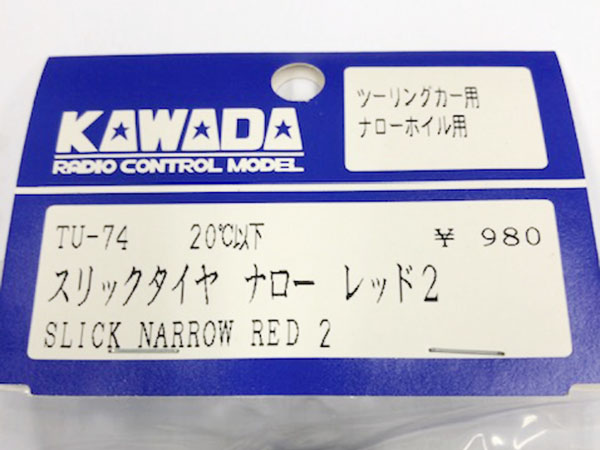 KAWADA
RADIO CONTROL MODEL
ツーリングカー用
ナローホイル用
TU-74 20℃以下 ¥ 980
スリックタイヤ ナロー レッド2
SLICK NARROW RED 2